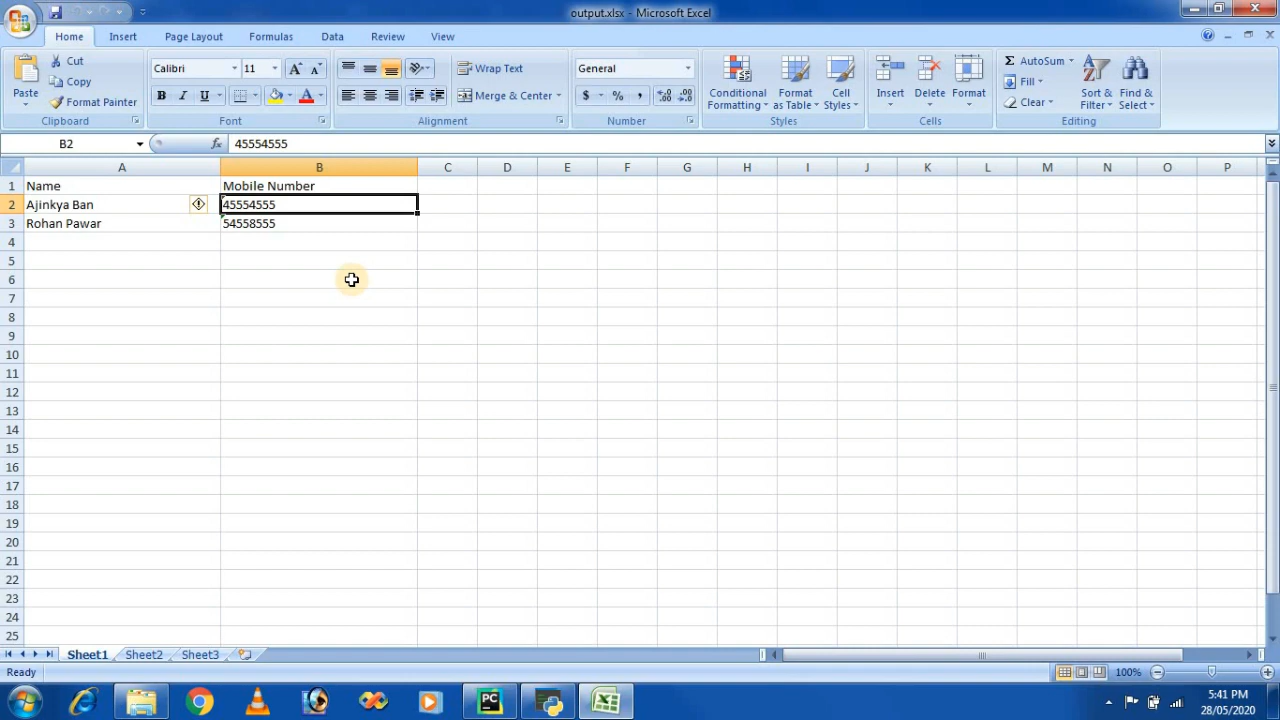 output.xlsx - Microsoft Excel
Home Insert Page Layout Formulas Data Review View
Paste
Cut
Copy
Format Painter
Clipboard
Calibri 11 A A
B I U A
Font
Wrap Text
Merge & Center
Alignment
General
$ % ,
Number
Conditional Formatting
Format as Table
Cell Styles
Styles
Insert Delete Format
Cells
Σ AutoSum
Fill
Clear
Sort & Filter
Find & Select
Editing
B2 fx 45554555
A B C D E F G H I J K L M N O P
1 Name Mobile Number
2 Ajinkya Ban 45554555
3 Rohan Pawar 54558555
4
5
6
7
8
9
10
11
12
13
14
15
16
17
18
19
20
21
22
23
24
25
Sheet1 Sheet2 Sheet3
Ready 100%
PC
5:41 PM
28/05/2020